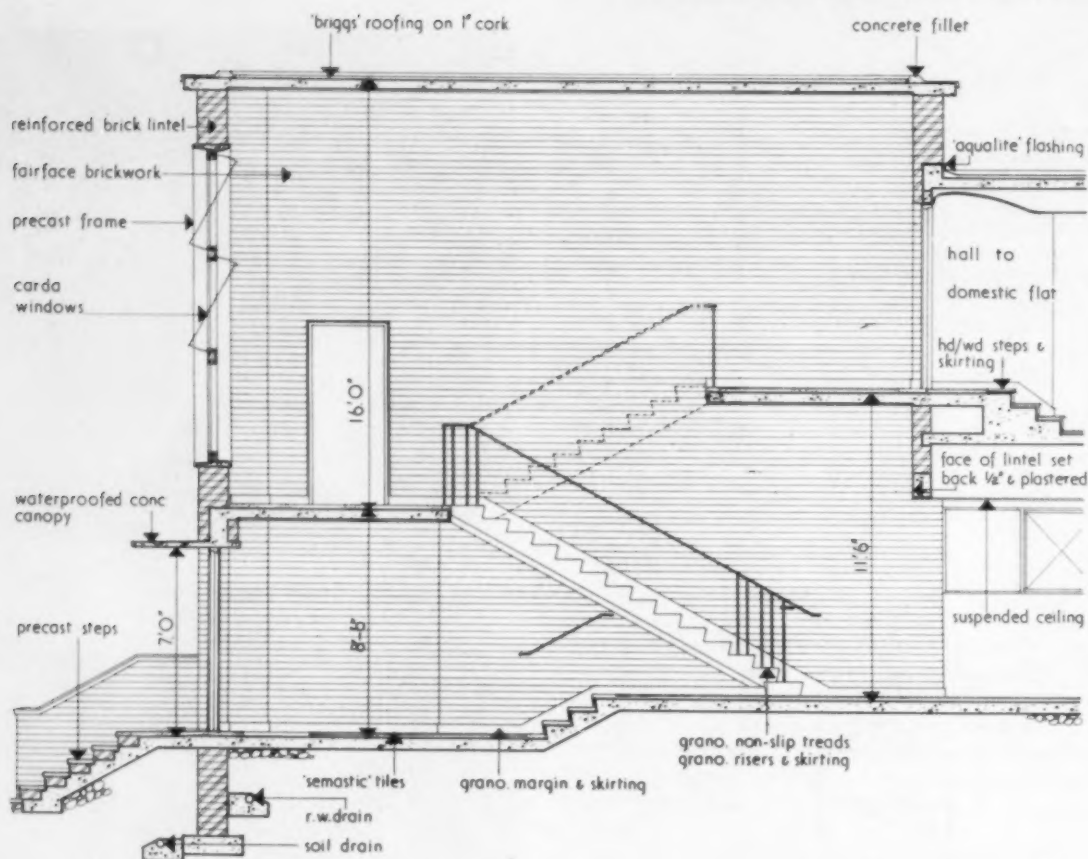 'briggs' roofing on 1" cork
concrete fillet
reinforced brick lintel
'aqualite' flashing
fairface brickwork
precast frame
hall to
domestic flat
carda
windows
hd/wd steps &
skirting
16'0"
face of lintel set
back ½" & plastered
waterproofed conc
canopy
11'6"
7'0"
8'-6"
precast steps
suspended ceiling
grano. non-slip treads
grano. risers & skirting
'semastic' tiles
grano. margin & skirting
r.w. drain
soil drain